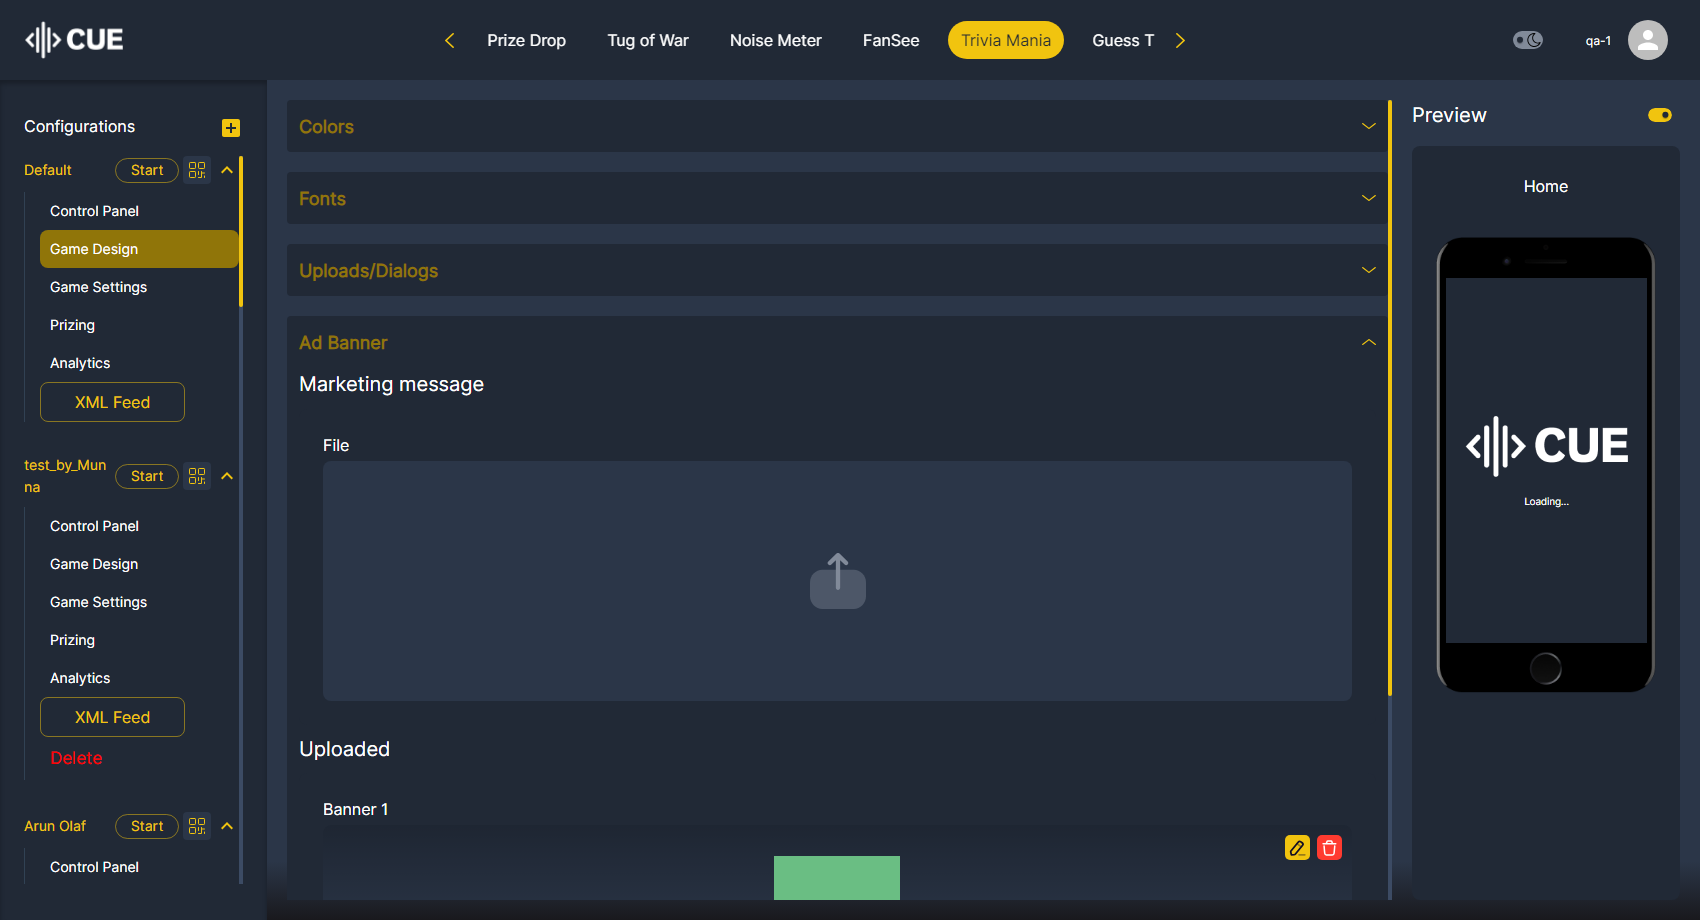 CUE
Prize Drop
Tug of War
Noise Meter
FanSee
Trivia Mania
Guess T
qa-1
Configurations
Default
Start
Control Panel
Game Design
Game Settings
Prizing
Analytics
XML Feed
test_by_Mun
na
Start
Control Panel
Game Design
Game Settings
Prizing
Analytics
XML Feed
Delete
Arun Olaf
Start
Control Panel
Colors
Fonts
Uploads/Dialogs
Ad Banner
Marketing message
File
Uploaded
Banner 1
Preview
Home
CUE
Loading...